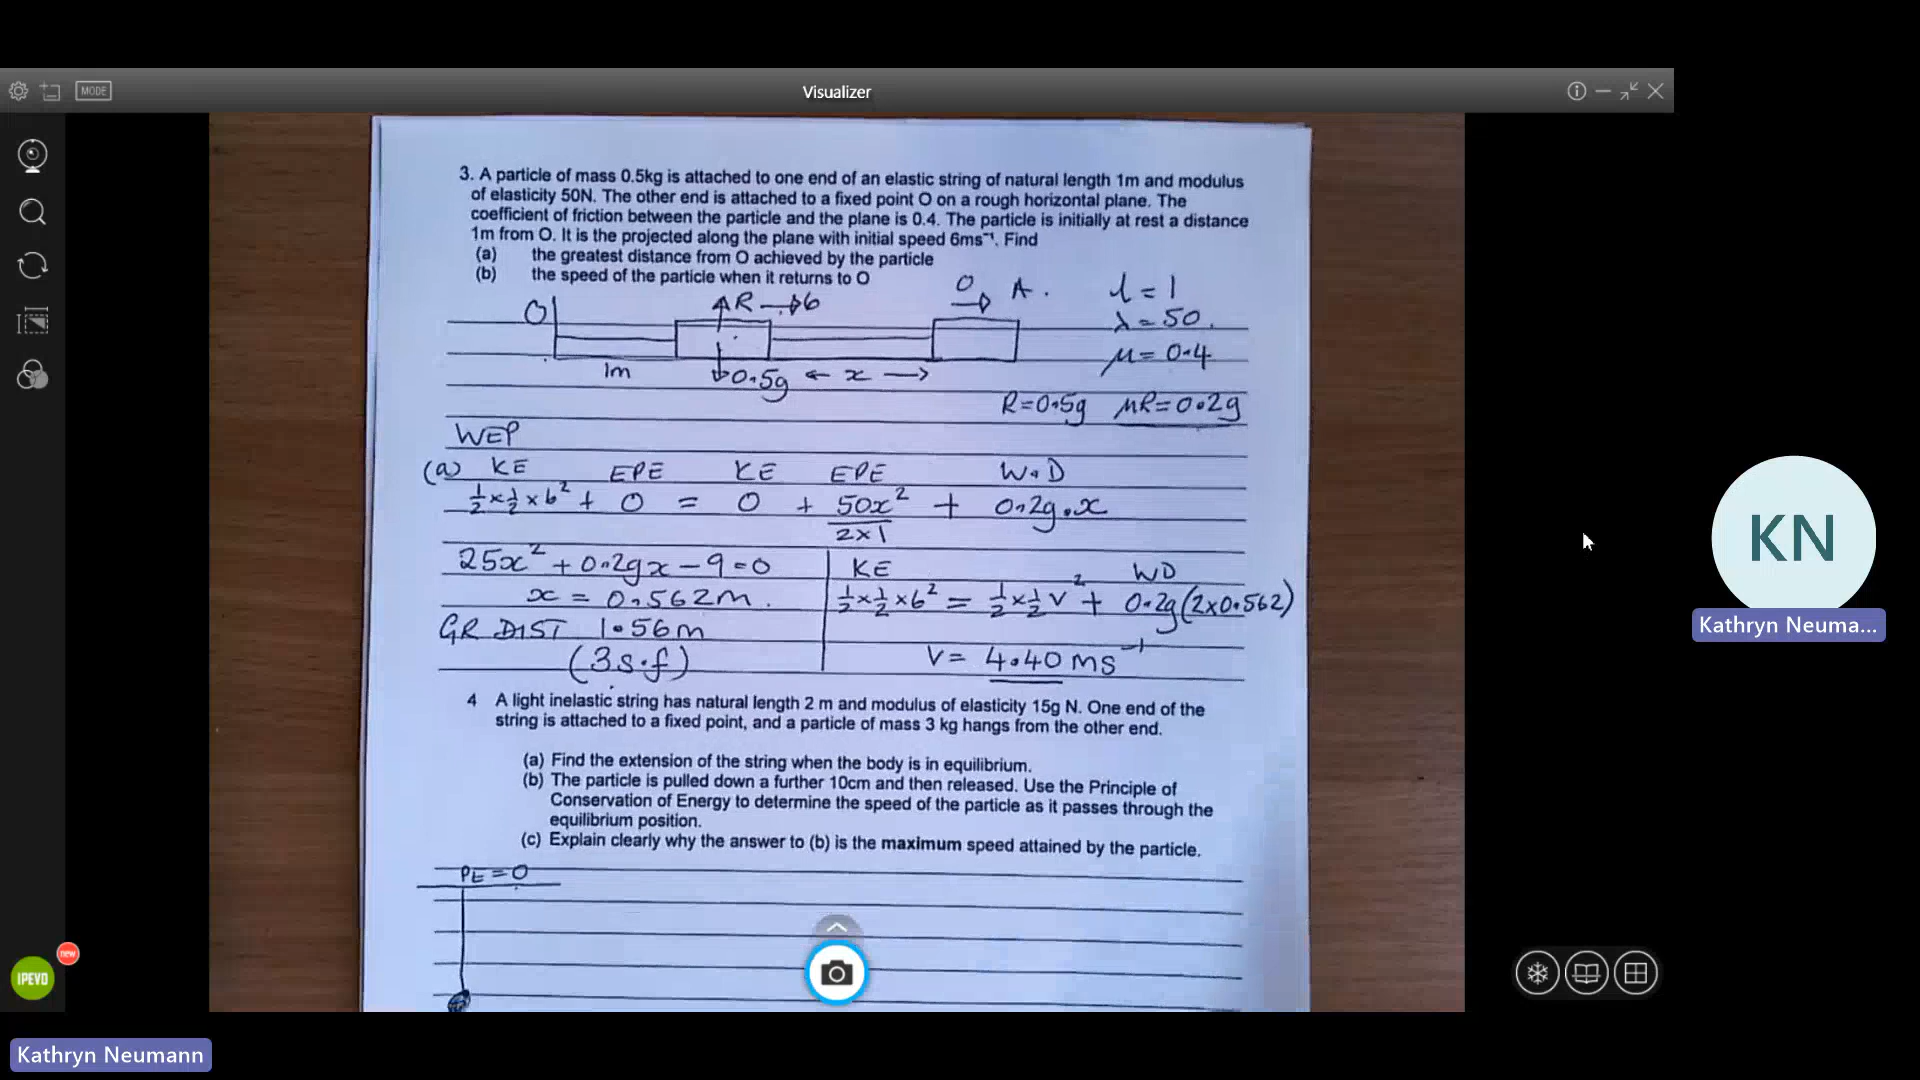 MODE
Visualizer
3. A particle of mass 0.5kg is attached to one end of an elastic string of natural length 1m and modulus
of elasticity 50N. The other end is attached to a fixed point O on a rough horizontal plane. The
coefficient of friction between the particle and the plane is 0.4. The particle is initially at rest a distance
1m from O. It is the projected along the plane with initial speed 6ms⁻¹. Find
(a) the greatest distance from O achieved by the particle
(b) the speed of the particle when it returns to O
O R → 6 0 → A. l = 1
λ = 50.
μ = 0.4
1m 0.5g ← x →
R = 0.5g μR = 0.2g
WEP
(a) KE EPE KE EPE W.D
½ × ½ × 6² + 0 = 0 + 50x² / 2×1 + 0.2g.x
25x² + 0.2gx − 9 = 0
x = 0.562m.
GR DIST 1.56m
(3s.f)
KE WD
½ × ½ × 6² = ½ × ½ v² + 0.2g(2×0.562)
v = 4.40 ms⁻¹
4 A light inelastic string has natural length 2 m and modulus of elasticity 15g N. One end of the
string is attached to a fixed point, and a particle of mass 3 kg hangs from the other end.
(a) Find the extension of the string when the body is in equilibrium.
(b) The particle is pulled down a further 10cm and then released. Use the Principle of
Conservation of Energy to determine the speed of the particle as it passes through the
equilibrium position.
(c) Explain clearly why the answer to (b) is the maximum speed attained by the particle.
PE = 0
new
IPEVO
KN
Kathryn Neuma...
Kathryn Neumann